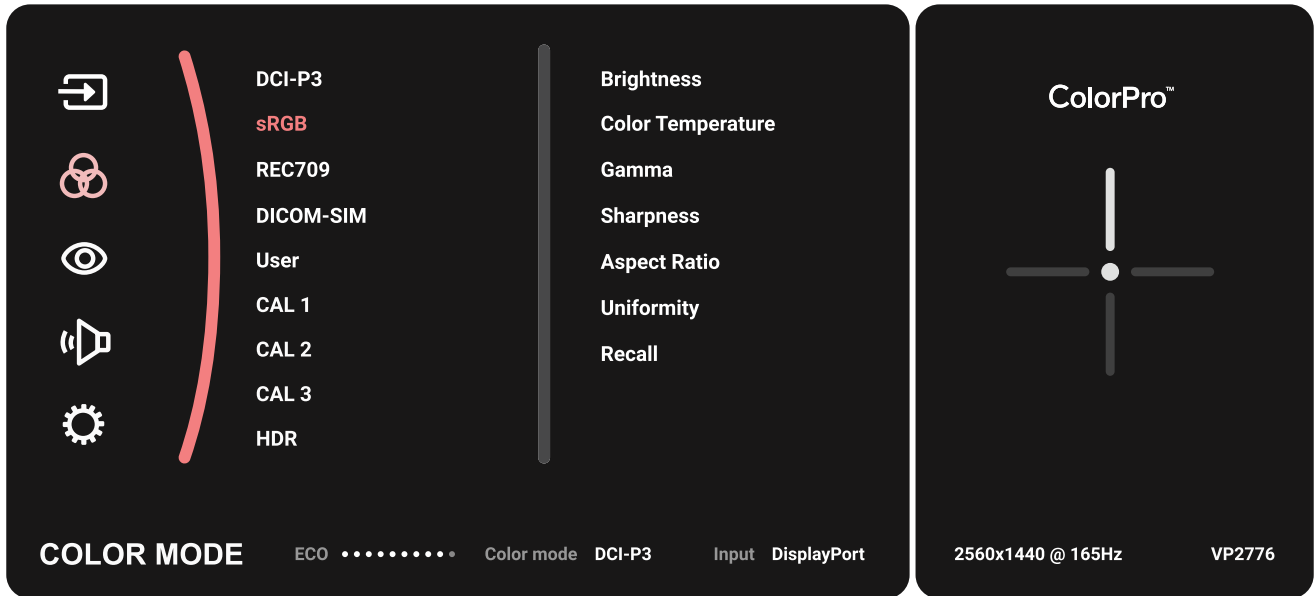 DCI-P3
sRGB
REC709
DICOM-SIM
User
CAL 1
CAL 2
CAL 3
HDR
Brightness
Color Temperature
Gamma
Sharpness
Aspect Ratio
Uniformity
Recall
COLOR MODE
ECO
Color mode DCI-P3
Input DisplayPort
ColorPro™
2560x1440 @ 165Hz
VP2776